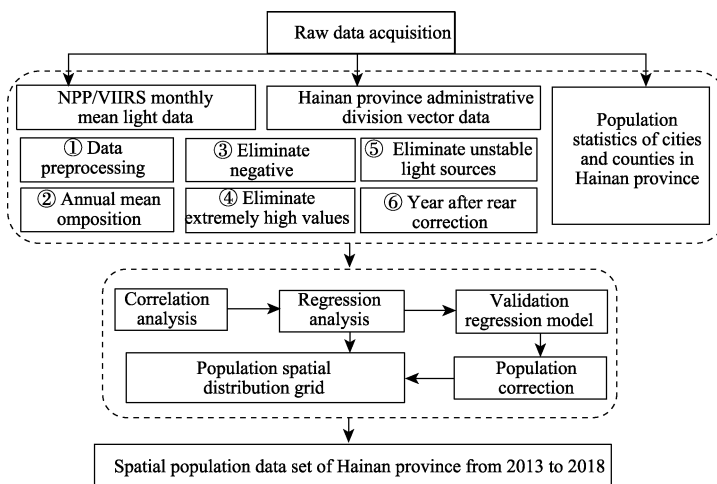 Raw data acquisition
NPP/VIIRS monthly
mean light data
Hainan province administrative
division vector data
Population
statistics of cities
and counties in
Hainan province
① Data
preprocessing
③ Eliminate
negative
⑤ Eliminate unstable
light sources
② Annual mean
omposition
④ Eliminate
extremely high values
⑥ Year after rear
correction
Correlation
analysis
Regression
analysis
Validation
regression model
Population spatial
distribution grid
Population
correction
Spatial population data set of Hainan province from 2013 to 2018